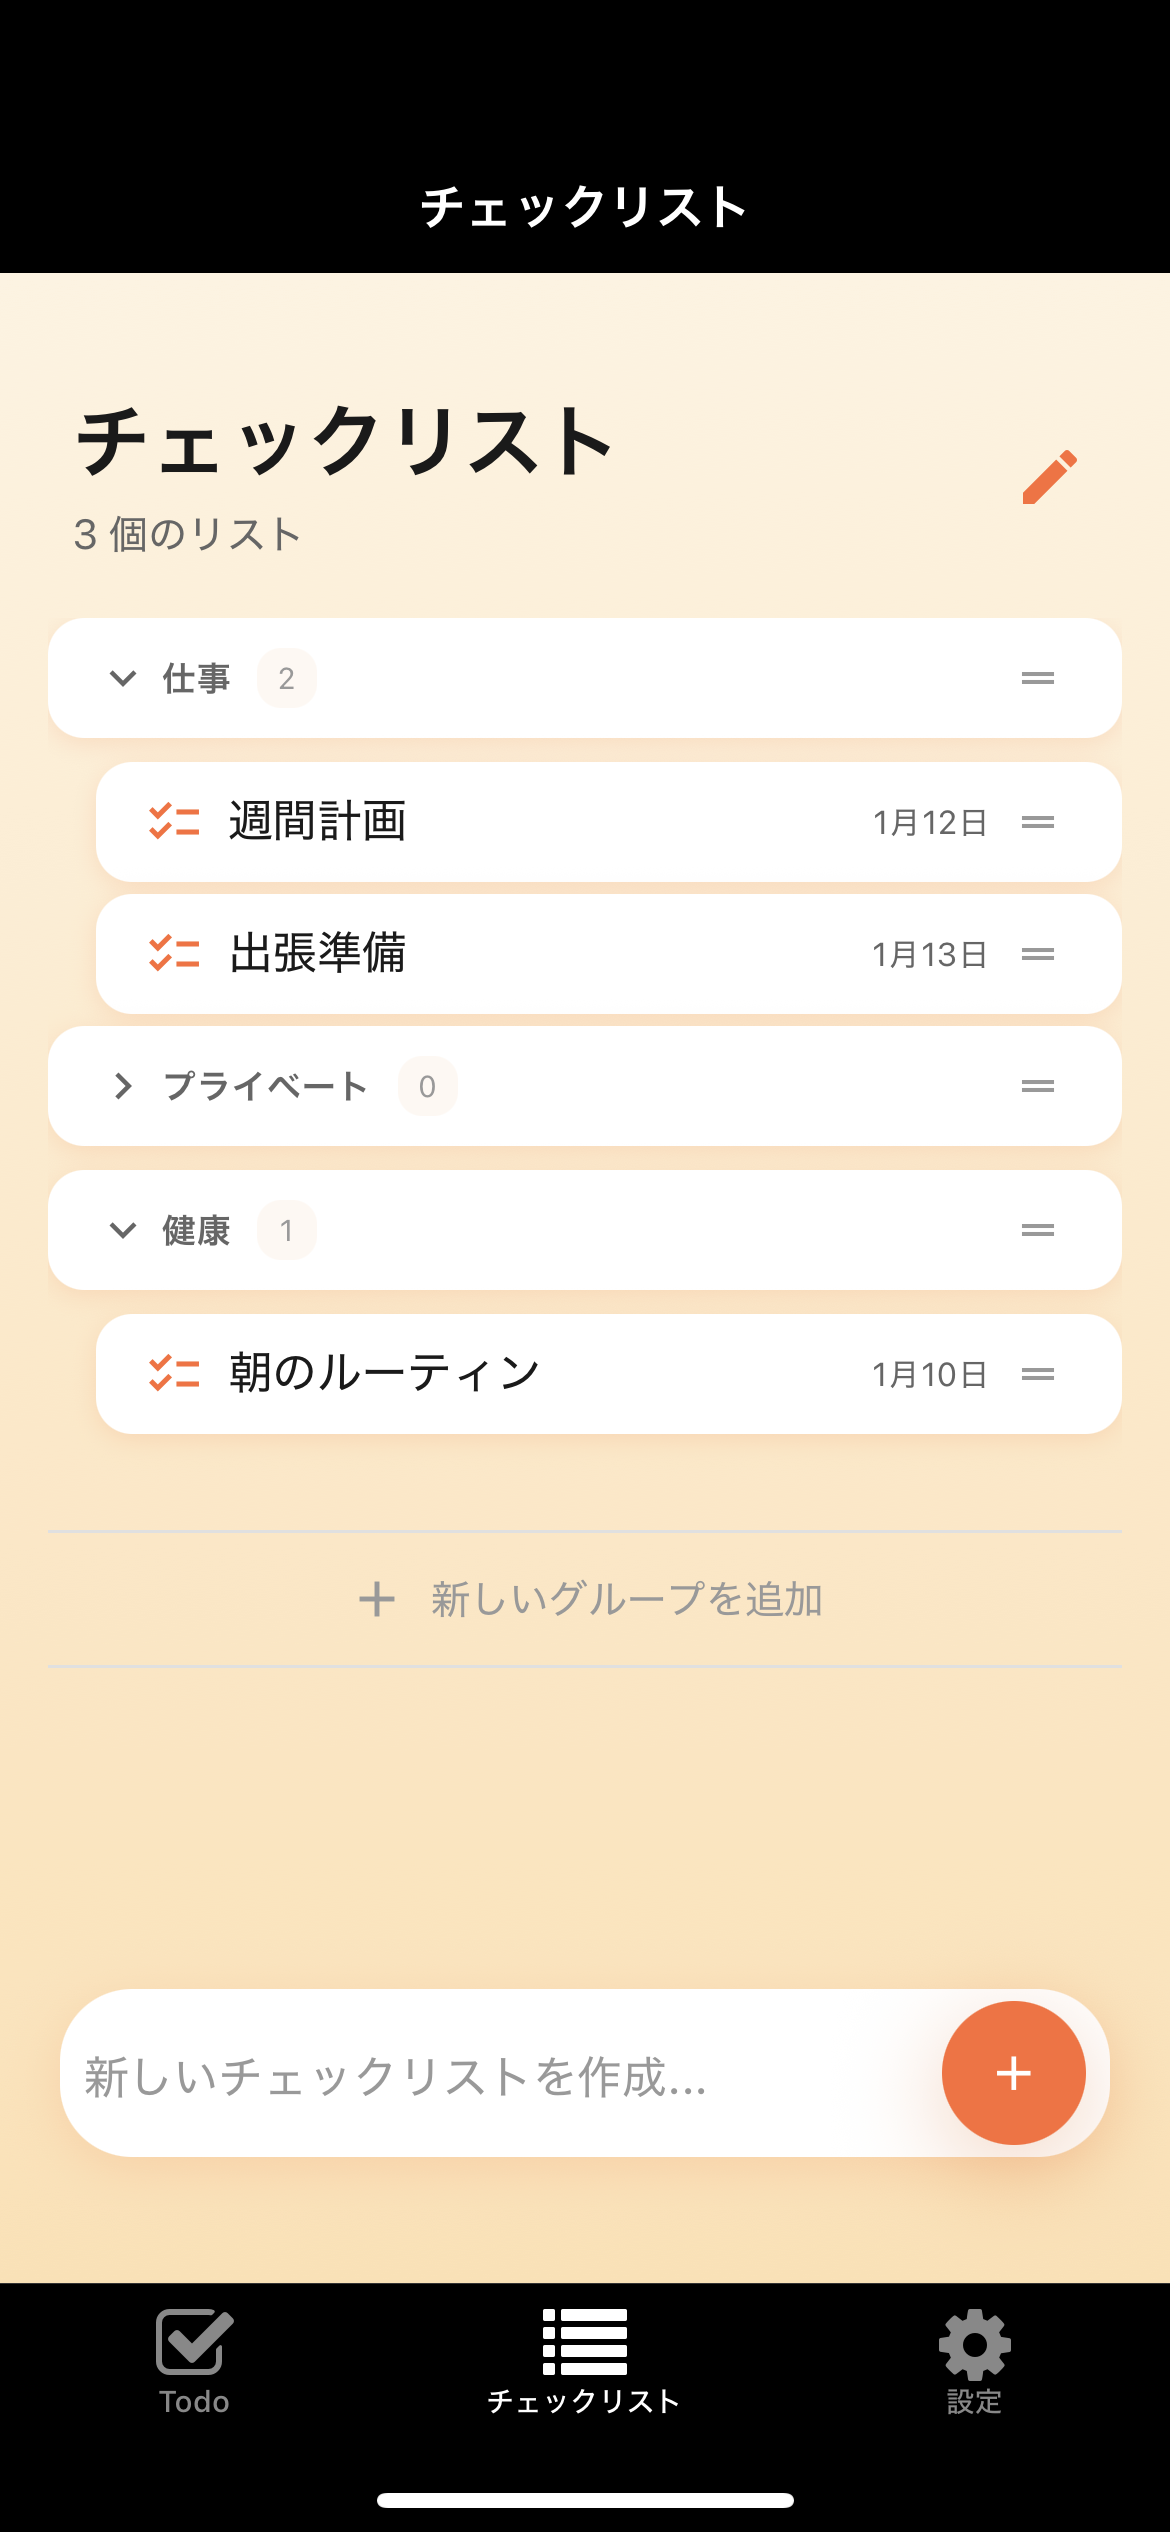 チェックリスト
チェックリスト
3 個のリスト
仕事 2
週間計画 1月12日
出張準備 1月13日
プライベート 0
健康 1
朝のルーティン 1月10日
新しいグループを追加
新しいチェックリストを作成...
Todo チェックリスト 設定